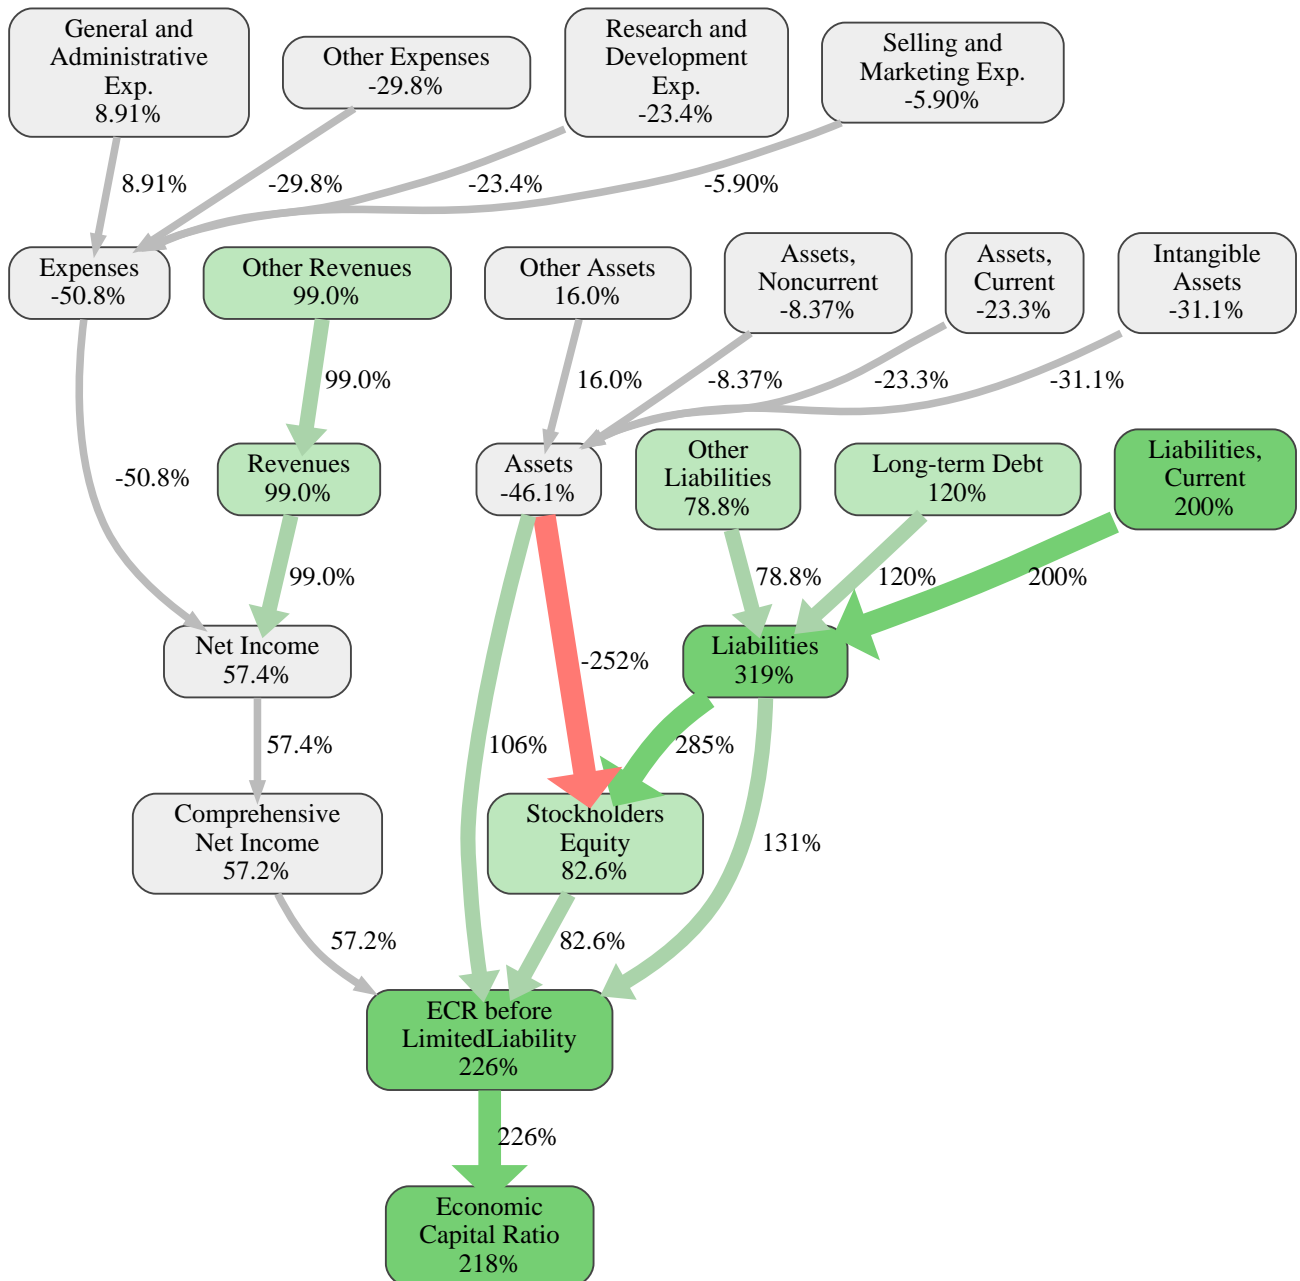 General and
Administrative
Exp.
8.91%
Other Expenses
-29.8%
Research and
Development
Exp.
-23.4%
Selling and
Marketing Exp.
-5.90%
8.91%
-29.8%
-23.4%
-5.90%
Expenses
-50.8%
Other Revenues
99.0%
Other Assets
16.0%
Assets,
Noncurrent
-8.37%
Assets,
Current
-23.3%
Intangible
Assets
-31.1%
99.0%
16.0%
-8.37%
-23.3%
-31.1%
-50.8%
Revenues
99.0%
Assets
-46.1%
Other
Liabilities
78.8%
Long-term Debt
120%
Liabilities,
Current
200%
99.0%
78.8%
120%
200%
Net Income
57.4%
-252%
Liabilities
319%
57.4%
106%
285%
Comprehensive
Net Income
57.2%
Stockholders
Equity
82.6%
131%
57.2%
82.6%
ECR before
LimitedLiability
226%
226%
Economic
Capital Ratio
218%